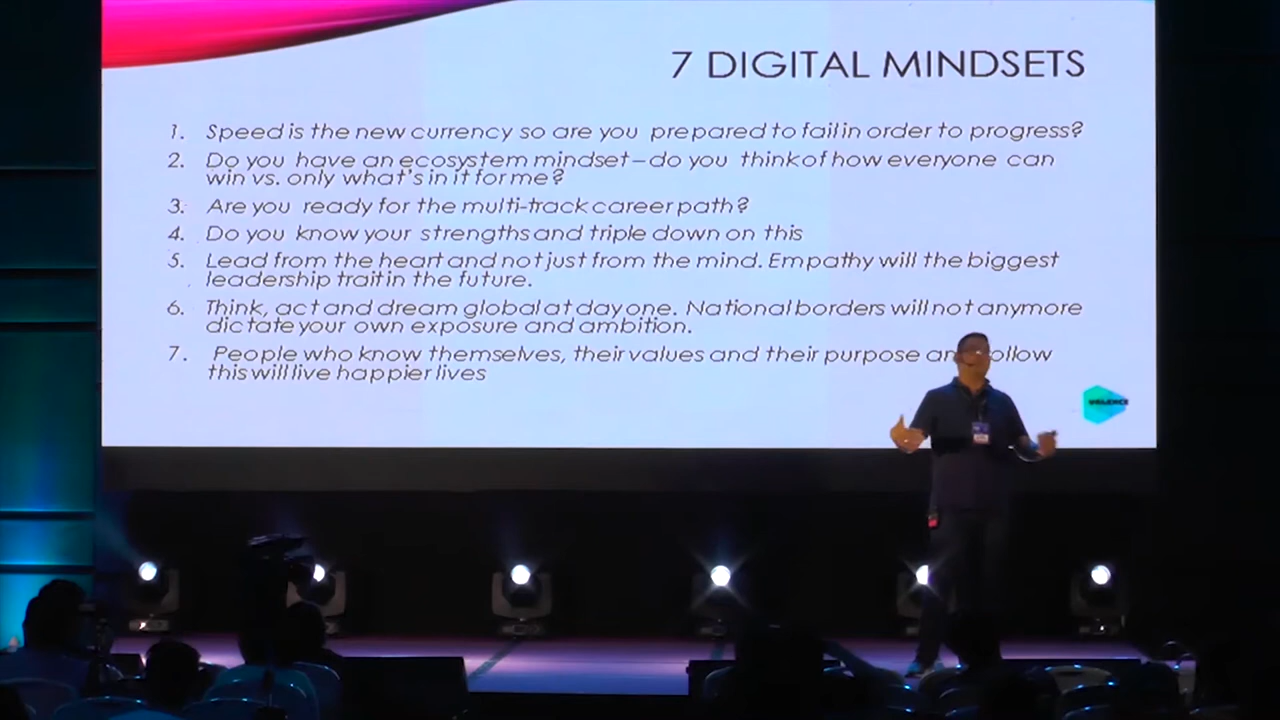 7 DIGITAL MINDSETS
1. Speed is the new currency so are you prepared to fail in order to progress?
2. Do you have an ecosystem mindset – do you think of how everyone can
win vs. only what's in it for me?
3. Are you ready for the multi-track career path?
4. Do you know your strengths and triple down on this
5. Lead from the heart and not just from the mind. Empathy will the biggest
leadership trait in the future.
6. Think, act and dream global at day one. National borders will not anymore
dictate your own exposure and ambition.
7. People who know themselves, their values and their purpose
this will live happier lives